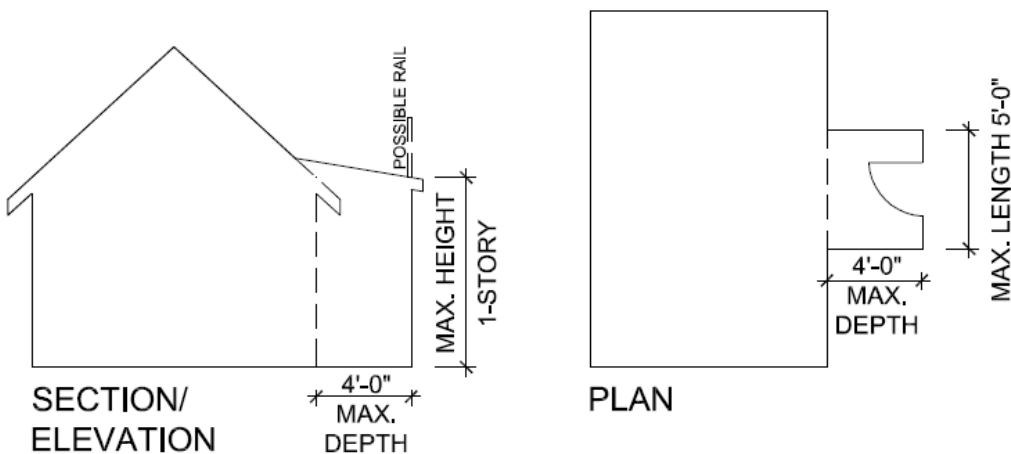 POSSIBLE RAIL
MAX. HEIGHT
1-STORY
4'-0"
MAX.
DEPTH
SECTION/
ELEVATION
MAX. LENGTH 5'-0"
4'-0"
MAX.
DEPTH
PLAN